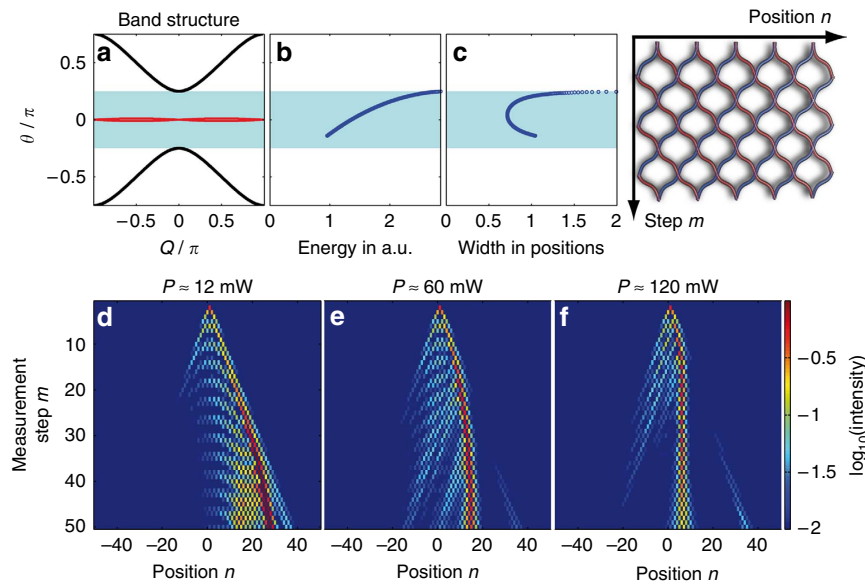 Band structure
a
b
c
0.5
0
−0.5
θ / π
−0.5 0 0.5
Q / π
1 2
Energy in a.u.
0 0.5 1 1.5 2
Width in positions
Position n
Step m
P ≈ 12 mW
P ≈ 60 mW
P ≈ 120 mW
d
e
f
10
20
30
40
50
Measurement
step m
−40 −20 0 20 40
−40 −20 0 20 40
−40 −20 0 20 40
Position n
Position n
Position n
−0.5
−1
−1.5
−2
log10(intensity)